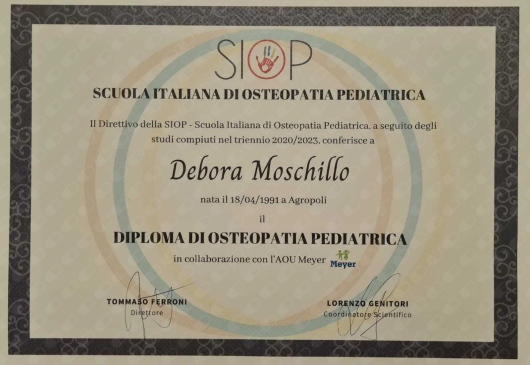 SIOP
SCUOLA ITALIANA DI OSTEOPATIA PEDIATRICA
Il Direttivo della SIOP - Scuola Italiana di Osteopatia Pediatrica, a seguito degli
studi compiuti nel triennio 2020/2023, conferisce a
Debora Moschillo
nata il 18/04/1991 a Agropoli
il
DIPLOMA DI OSTEOPATIA PEDIATRICA
in collaborazione con l'AOU Meyer Meyer
TOMMASO FERRONI
Direttore
LORENZO GENITORI
Coordinatore Scientifico